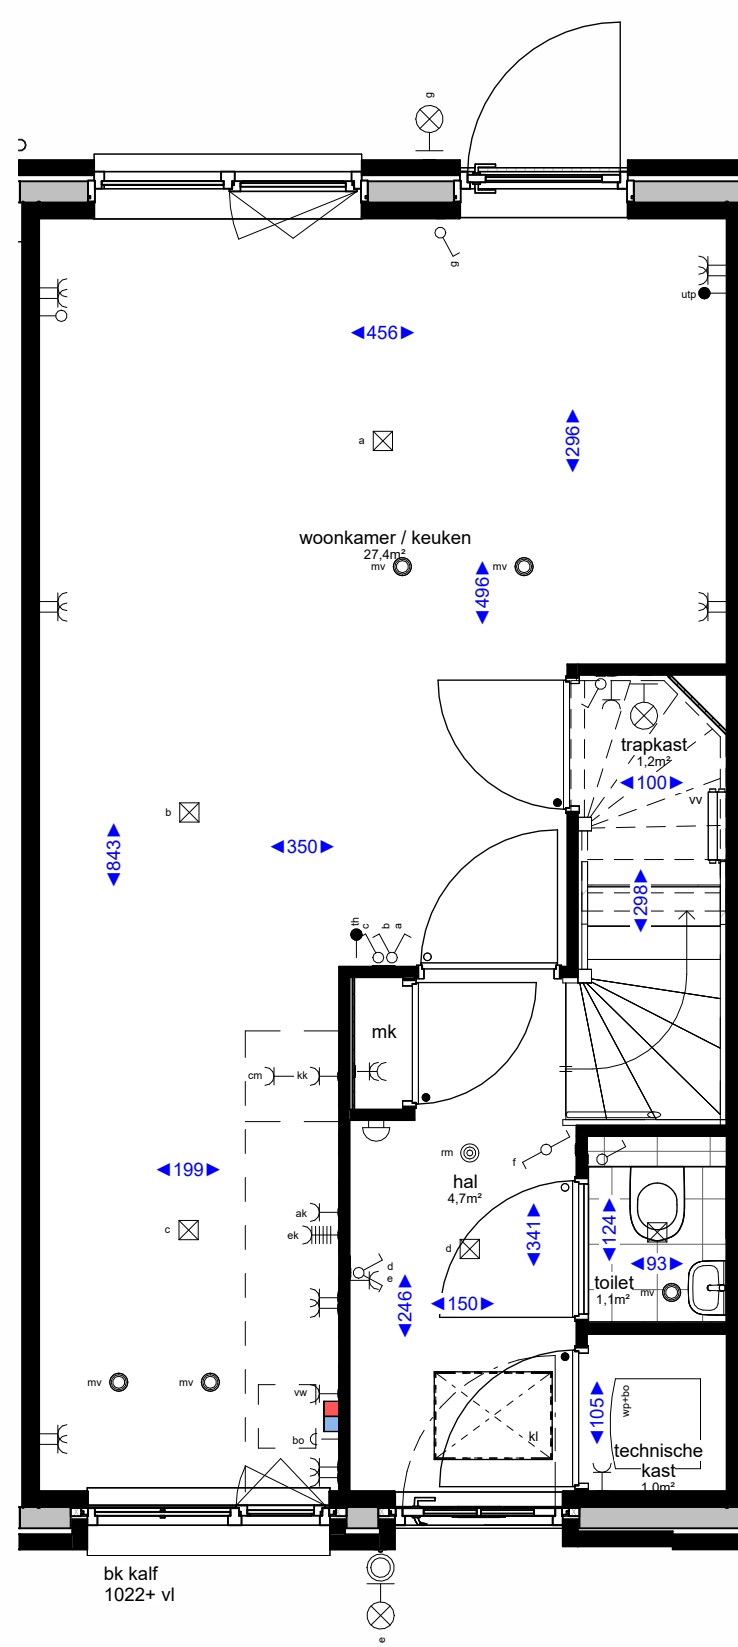 g
g
utp
456
296
a
woonkamer / keuken
27,4m²
mv
mv
496
trapkast
1,2m²
100
vv
b
843
350
298
th
c
b
a
mk
cm
kk
199
rm
f
hal
4,7m²
ak
c
ek
d
341
124
93
d
e
246
150
toilet
1,1m²
mv
mv
mv
vw
bo
kl
105
wp+bo
technische
kast
1,0m²
bk kalf
1022+ vl
e